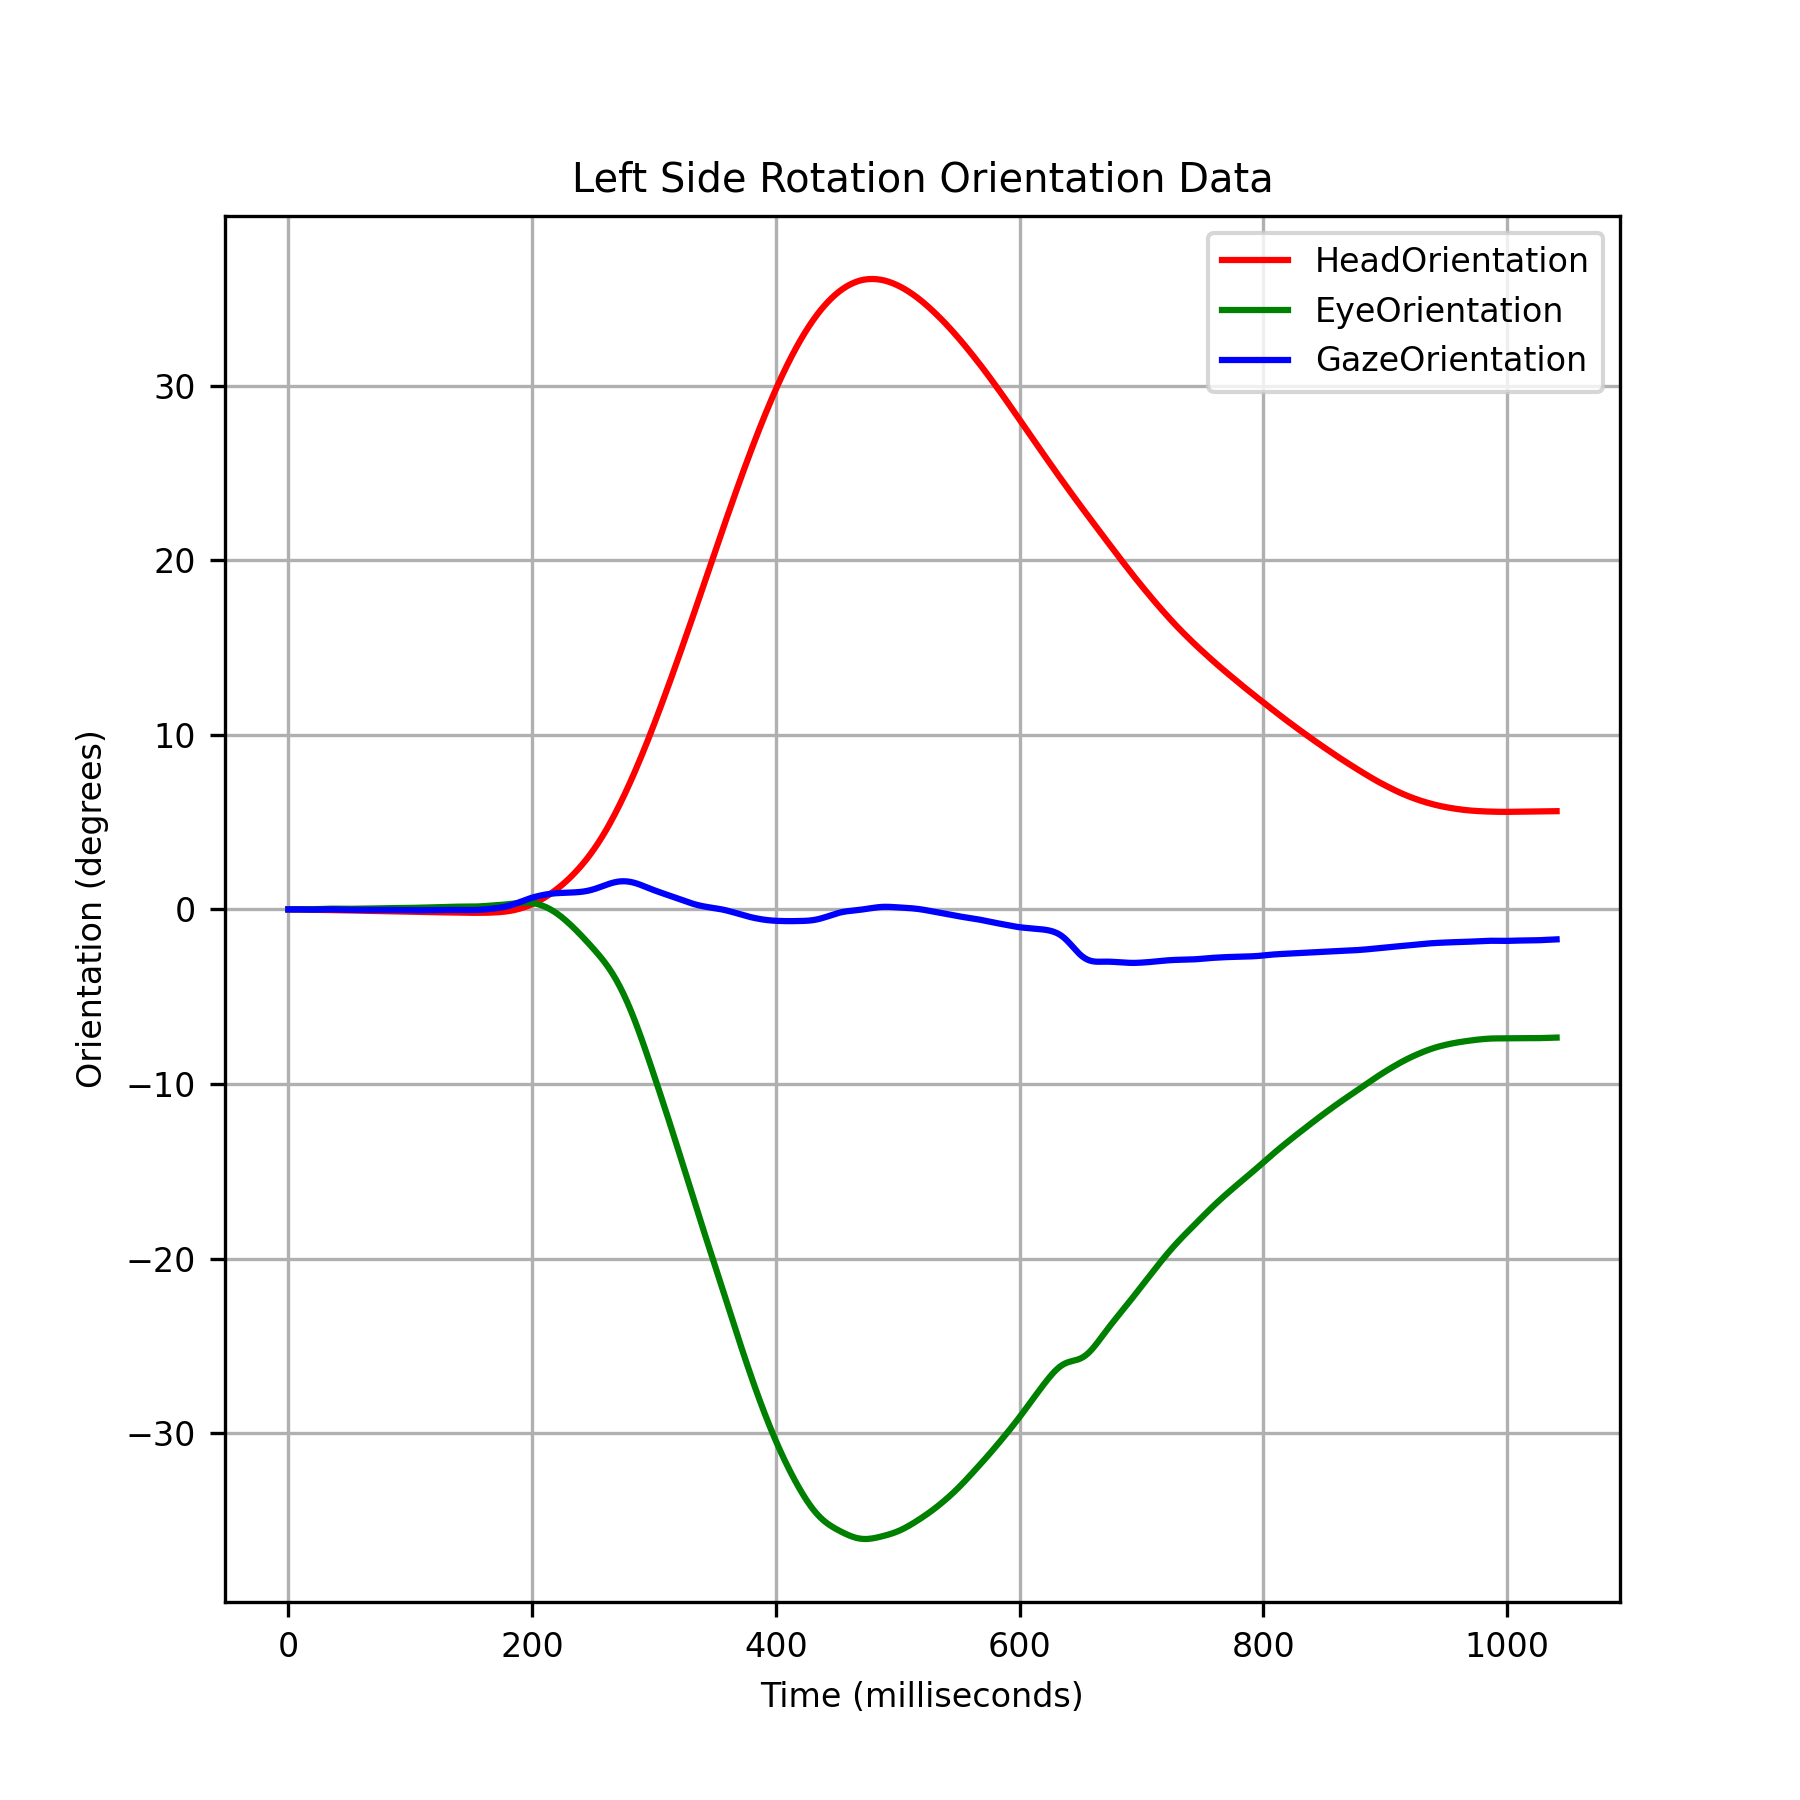 Left Side Rotation Orientation Data
HeadOrientation
EyeOrientation
GazeOrientation
Orientation (degrees)
30
20
10
0
−10
−20
−30
0 200 400 600 800 1000
Time (milliseconds)